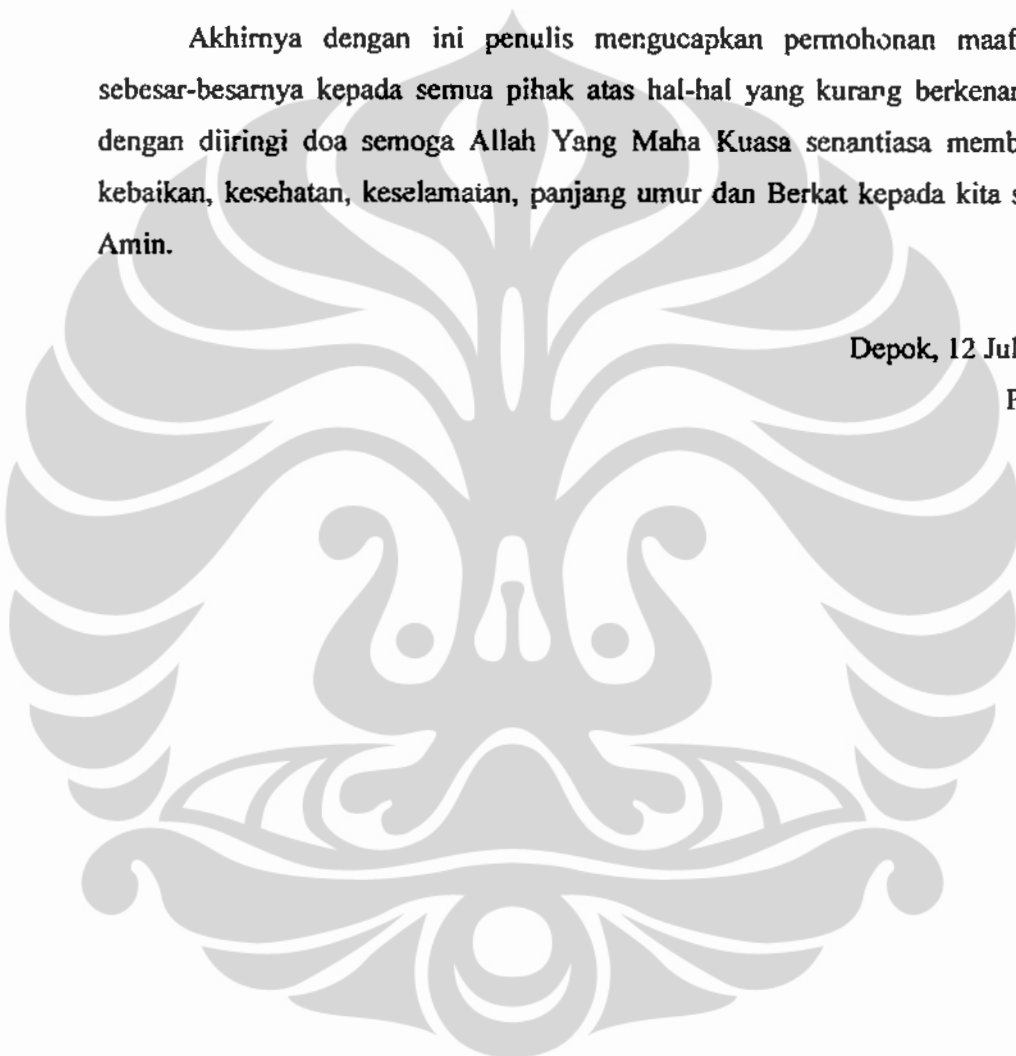 Akhirnya dengan ini penulis mengucapkan permohonan maaf
sebesar-besarnya kepada semua pihak atas hal-hal yang kurang berkenan
dengan diiringi doa semoga Allah Yang Maha Kuasa senantiasa memb
kebaikan, kesehatan, keselamatan, panjang umur dan Berkat kepada kita s
Amin.
Depok, 12 Jul
P